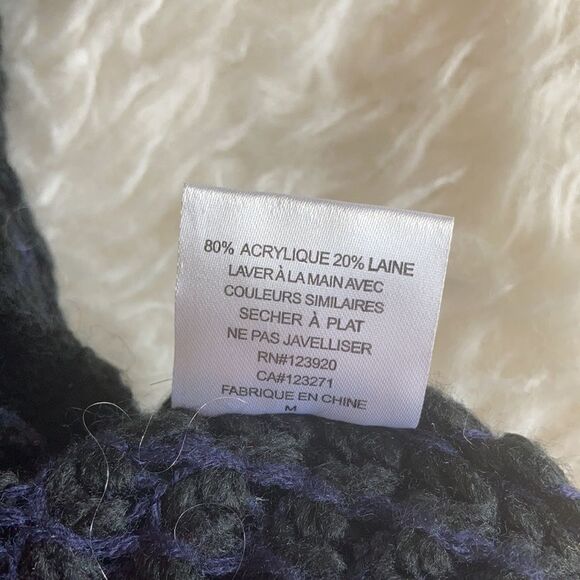 80% ACRYLIQUE 20% LAINE
LAVER À LA MAIN AVEC
COULEURS SIMILAIRES
SECHER À PLAT
NE PAS JAVELLISER
RN#123920
CA#123271
FABRIQUE EN CHINE
M